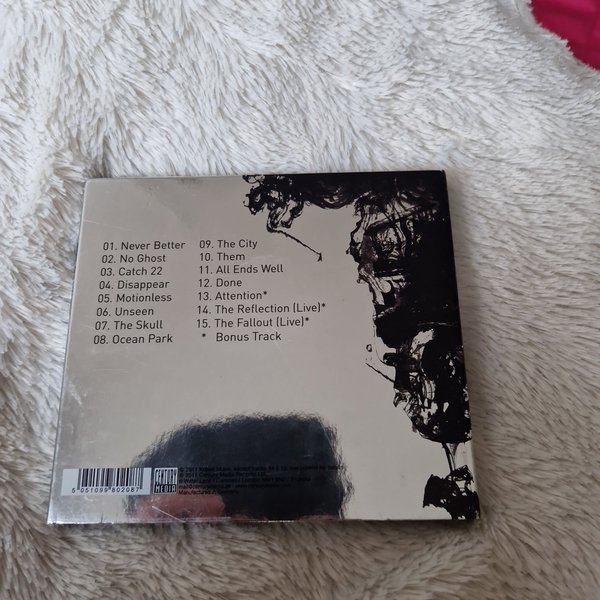 01. Never Better
02. No Ghost
03. Catch 22
04. Disappear
05. Motionless
06. Unseen
07. The Skull
08. Ocean Park
09. The City
10. Them
11. All Ends Well
12. Done
13. Attention*
14. The Reflection (Live)*
15. The Fallout (Live)*
* Bonus Track
5 051099 802087
CENTURY
MEDIA